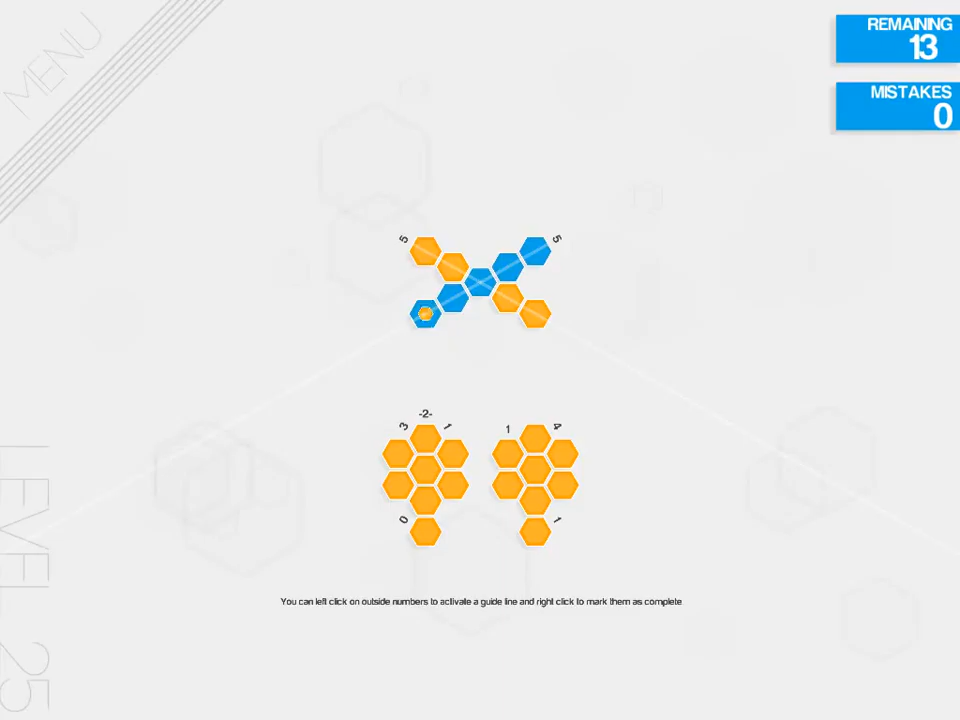 MENU
REMAINING
13
MISTAKES
0
5
5
-2-
3
1
1
4
0
1
You can left click on outside numbers to activate a guide line and right click to mark them as complete
LEVEL 25